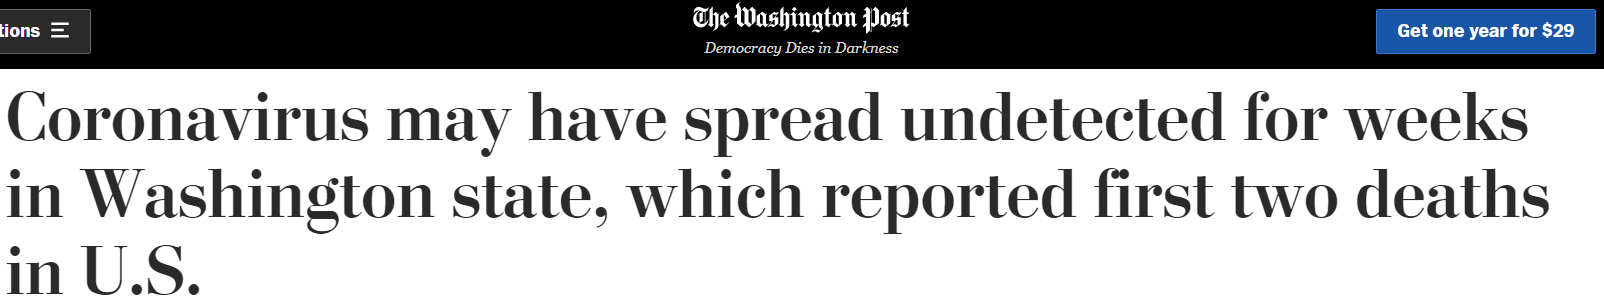 tions
The Washington Post
Democracy Dies in Darkness
Get one year for $29
Coronavirus may have spread undetected for weeks
in Washington state, which reported first two deaths
in U.S.